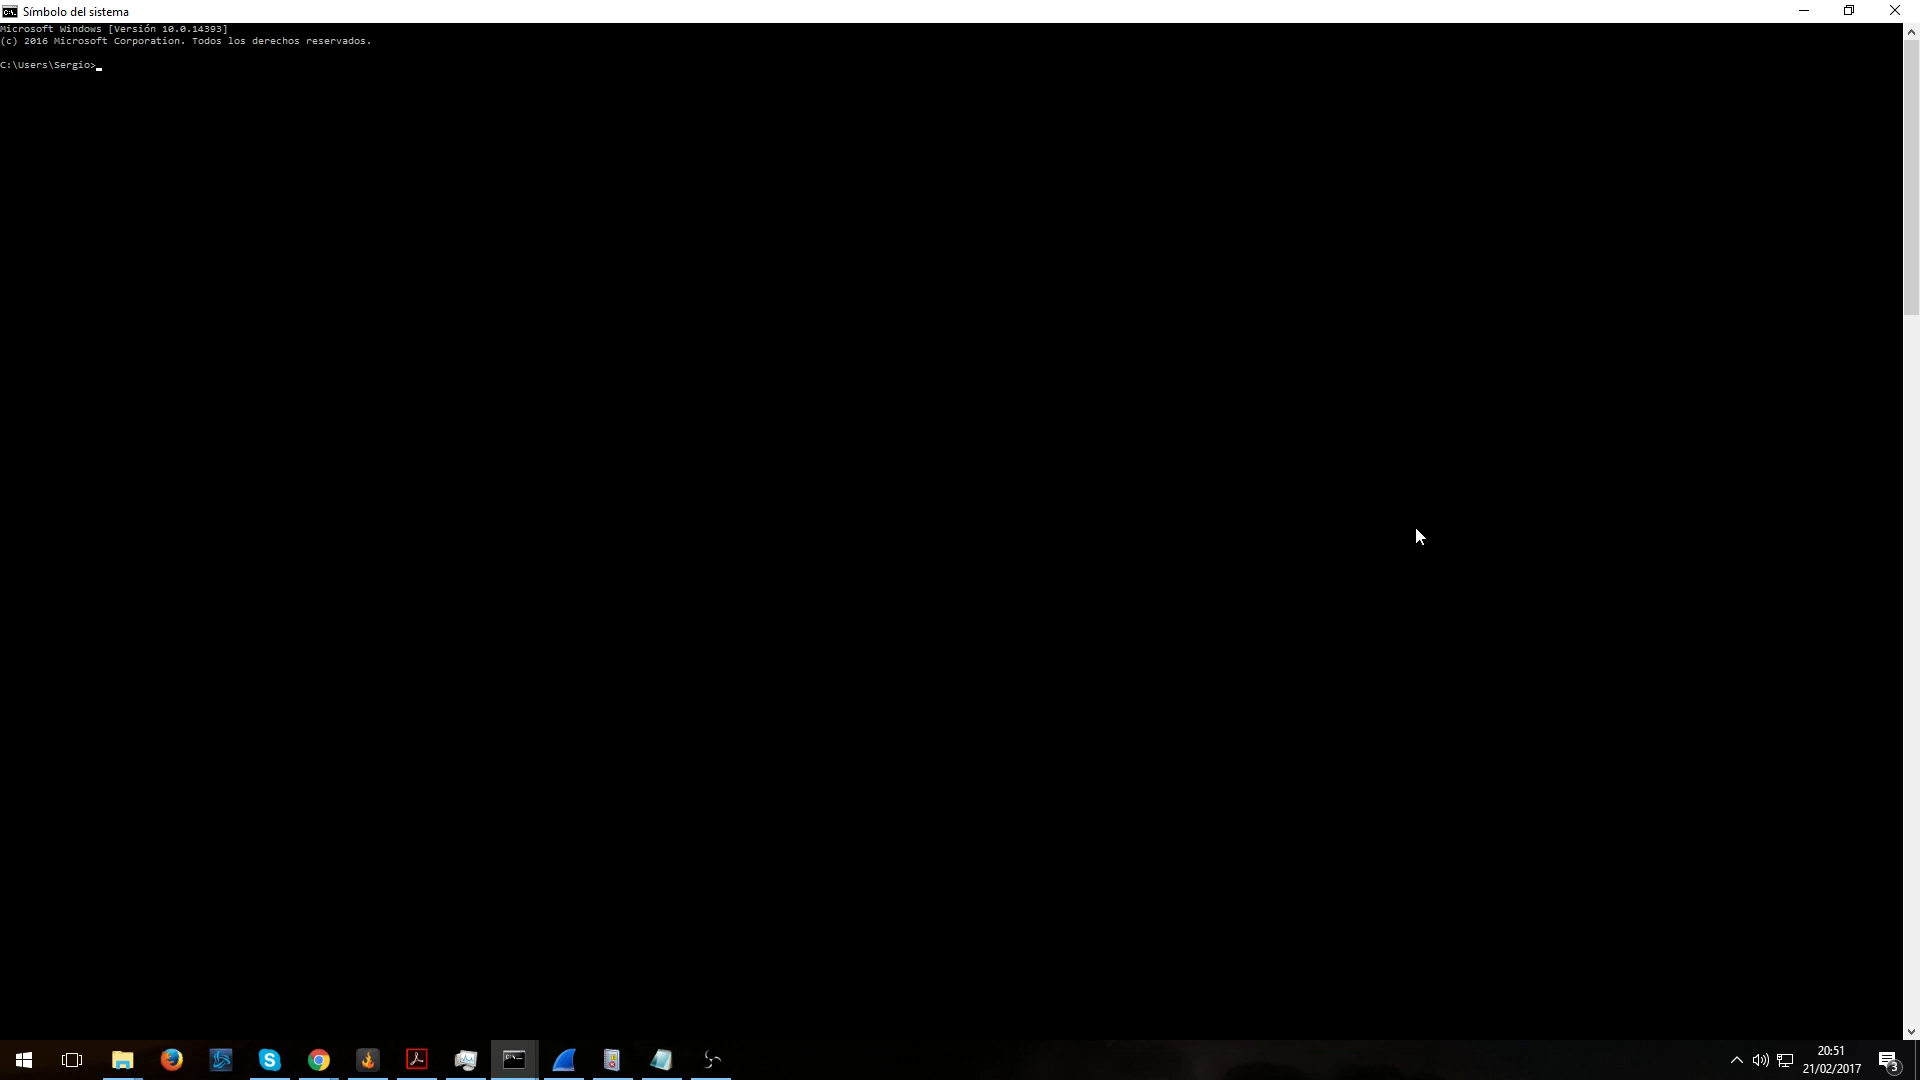 Símbolo del sistema
Microsoft Windows [Versión 10.0.14393]
(c) 2016 Microsoft Corporation. Todos los derechos reservados.
C:\Users\Sergio>
20:51
21/02/2017
3